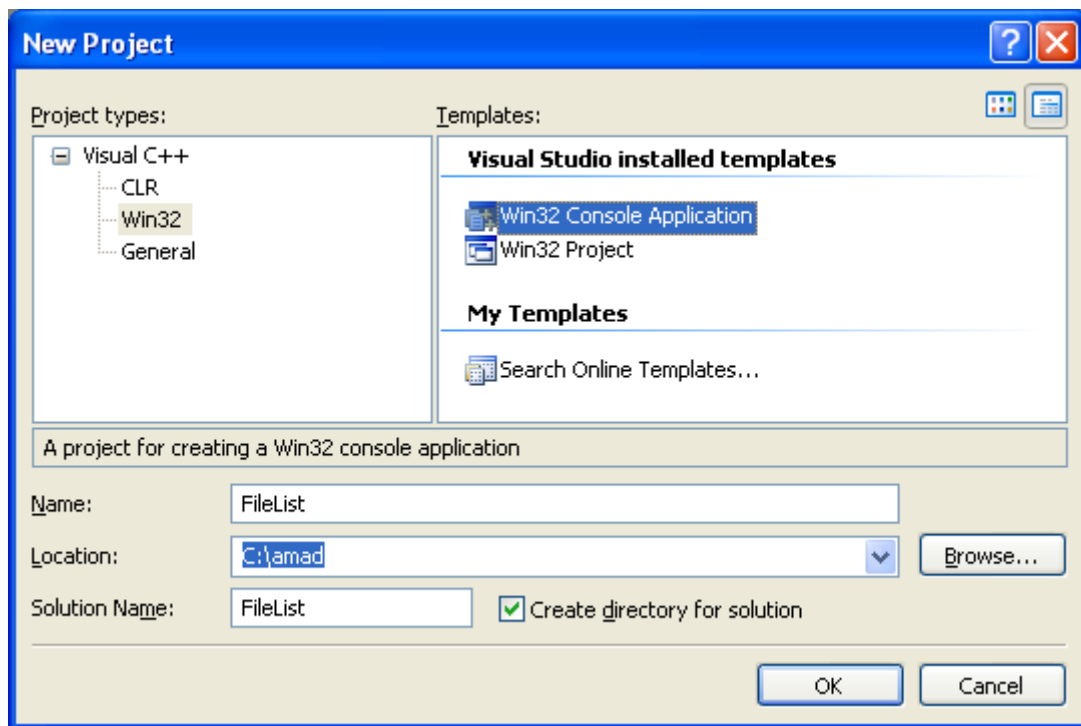 New Project
Project types:
Templates:
Visual C++
CLR
Win32
General
Visual Studio installed templates
Win32 Console Application
Win32 Project
My Templates
Search Online Templates...
A project for creating a Win32 console application
Name: FileList
Location: C:\amad Browse...
Solution Name: FileList Create directory for solution
OK Cancel